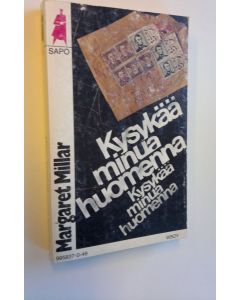 SAPO
Margaret Millar
Kysykää
minua
huomenna
Kysykää
minua
huomenna
WSOY